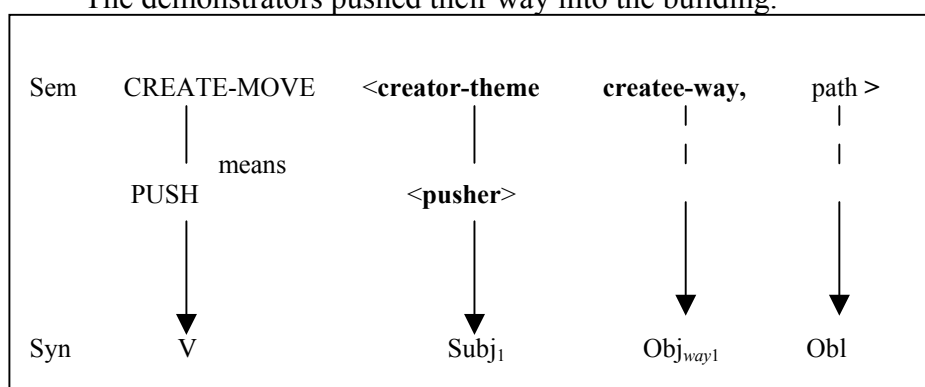 The demonstrators pushed their way into the building.
Sem CREATE-MOVE <creator-theme createe-way, path >
means
PUSH <pusher>
Syn V Subj1 Objway1 Obl